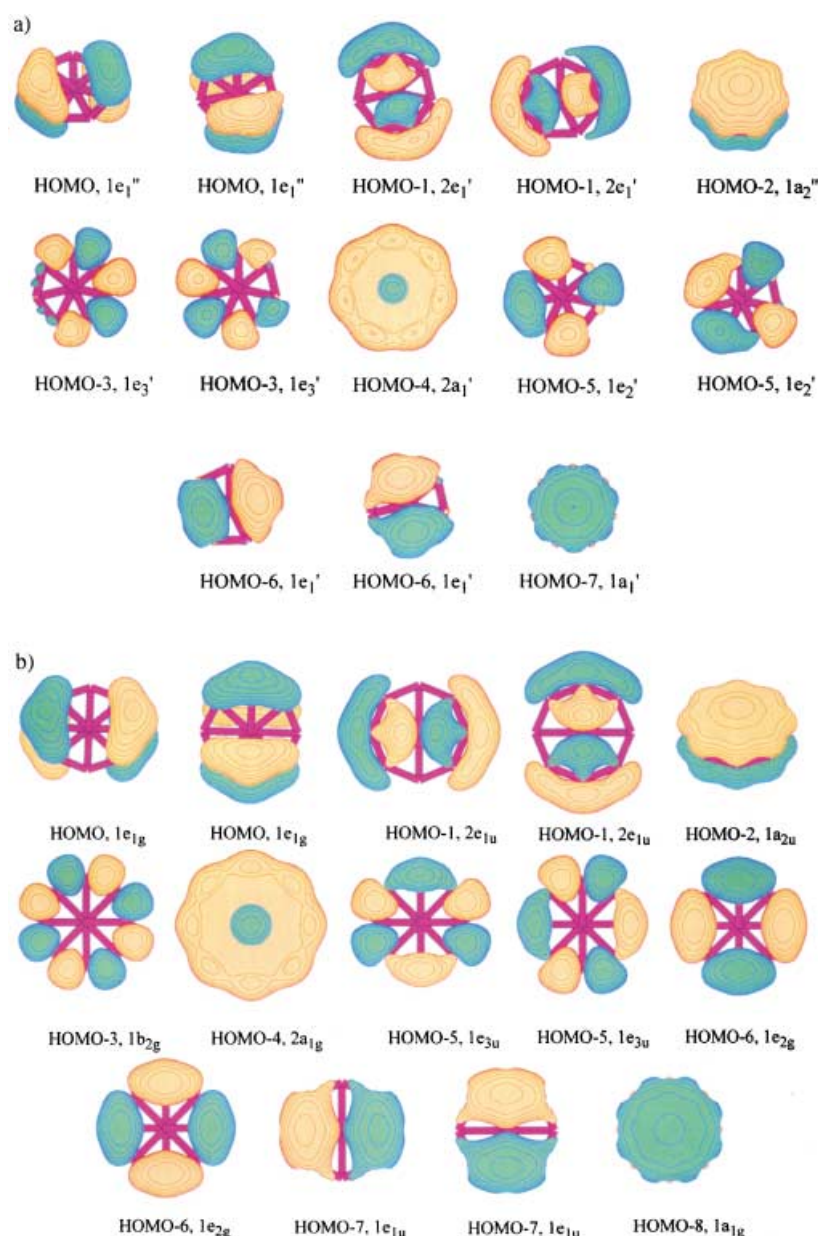 a)
HOMO, 1e₁" HOMO, 1e₁" HOMO-1, 2e₁' HOMO-1, 2e₁' HOMO-2, 1a₂"
HOMO-3, 1e₃' HOMO-3, 1e₃' HOMO-4, 2a₁' HOMO-5, 1e₂' HOMO-5, 1e₂'
HOMO-6, 1e₁' HOMO-6, 1e₁' HOMO-7, 1a₁'
b)
HOMO, 1e₁g HOMO, 1e₁g HOMO-1, 2e₁u HOMO-1, 2e₁u HOMO-2, 1a₂u
HOMO-3, 1b₂g HOMO-4, 2a₁g HOMO-5, 1e₃u HOMO-5, 1e₃u HOMO-6, 1e₂g
HOMO-6, 1e₂g HOMO-7, 1e₁u HOMO-7, 1e₁u HOMO-8, 1a₁g